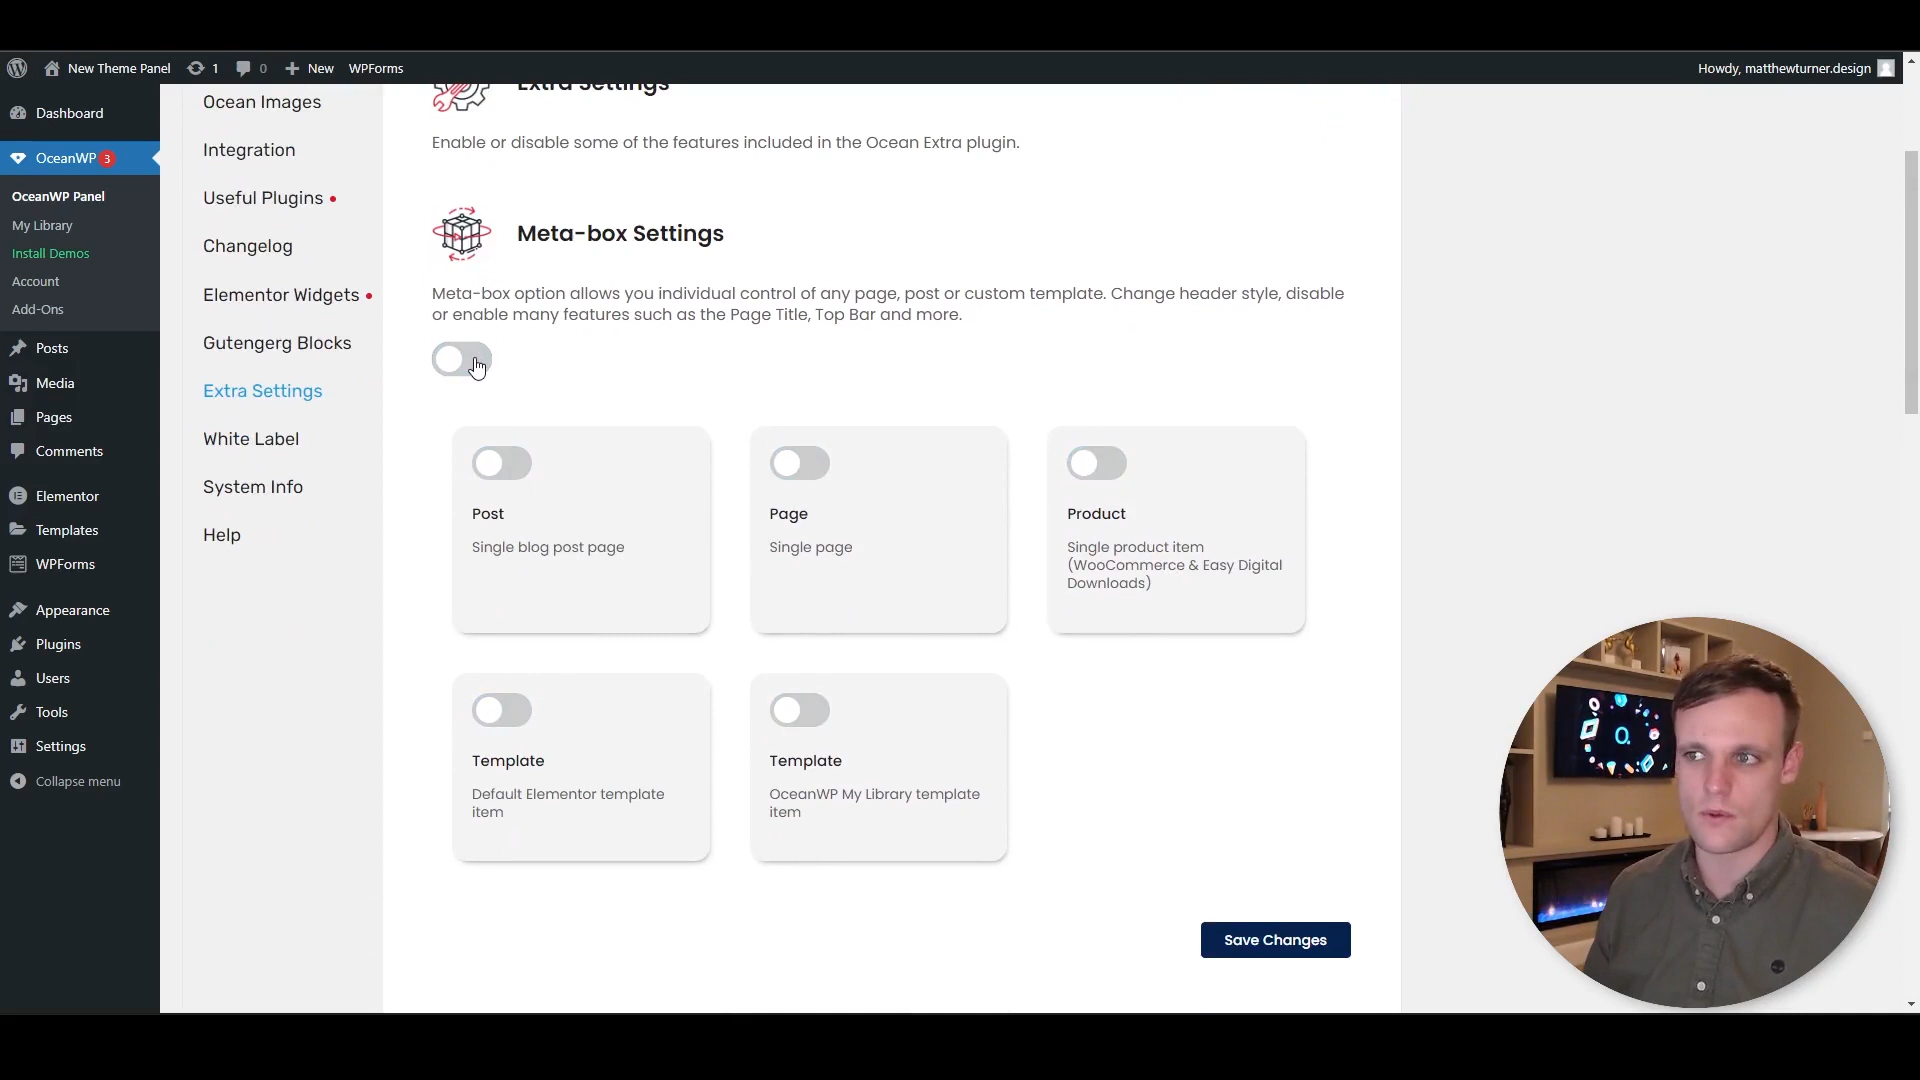 New Theme Panel
1
0
New
WPForms
Howdy, matthewturner.design
Dashboard
OceanWP 3
OceanWP Panel
My Library
Install Demos
Account
Add-Ons
Posts
Media
Pages
Comments
Elementor
Templates
WPForms
Appearance
Plugins
Users
Tools
Settings
Collapse menu
Ocean Images
Integration
Useful Plugins
Changelog
Elementor Widgets
Gutengerg Blocks
Extra Settings
White Label
System Info
Help
Extra Settings
Enable or disable some of the features included in the Ocean Extra plugin.
Meta-box Settings
Meta-box option allows you individual control of any page, post or custom template. Change header style, disable
or enable many features such as the Page Title, Top Bar and more.
Post
Single blog post page
Page
Single page
Product
Single product item
(WooCommerce & Easy Digital
Downloads)
Template
Default Elementor template
item
Template
OceanWP My Library template
item
Save Changes